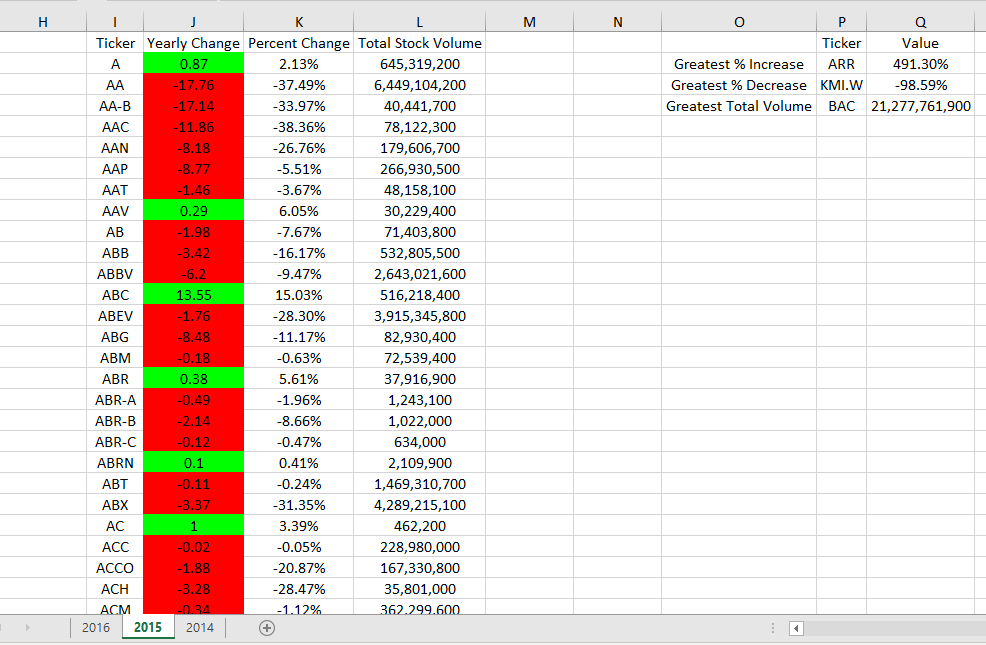 H I J K L M N O P Q
Ticker Yearly Change Percent Change Total Stock Volume Ticker Value
A 0.87 2.13% 645,319,200 Greatest % Increase ARR 491.30%
AA -17.76 -37.49% 6,449,104,200 Greatest % Decrease KMI.W -98.59%
AA-B -17.14 -33.97% 40,441,700 Greatest Total Volume BAC 21,277,761,900
AAC -11.86 -38.36% 78,122,300
AAN -8.18 -26.76% 179,606,700
AAP -8.77 -5.51% 266,930,500
AAT -1.46 -3.67% 48,158,100
AAV 0.29 6.05% 30,229,400
AB -1.98 -7.67% 71,403,800
ABB -3.42 -16.17% 532,805,500
ABBV -6.2 -9.47% 2,643,021,600
ABC 13.55 15.03% 516,218,400
ABEV -1.76 -28.30% 3,915,345,800
ABG -8.48 -11.17% 82,930,400
ABM -0.18 -0.63% 72,539,400
ABR 0.38 5.61% 37,916,900
ABR-A -0.49 -1.96% 1,243,100
ABR-B -2.14 -8.66% 1,022,000
ABR-C -0.12 -0.47% 634,000
ABRN 0.1 0.41% 2,109,900
ABT -0.11 -0.24% 1,469,310,700
ABX -3.37 -31.35% 4,289,215,100
AC 1 3.39% 462,200
ACC -0.02 -0.05% 228,980,000
ACCO -1.88 -20.87% 167,330,800
ACH -3.28 -28.47% 35,801,000
ACM -0.34 -1.12% 362,299,600
2016 2015 2014